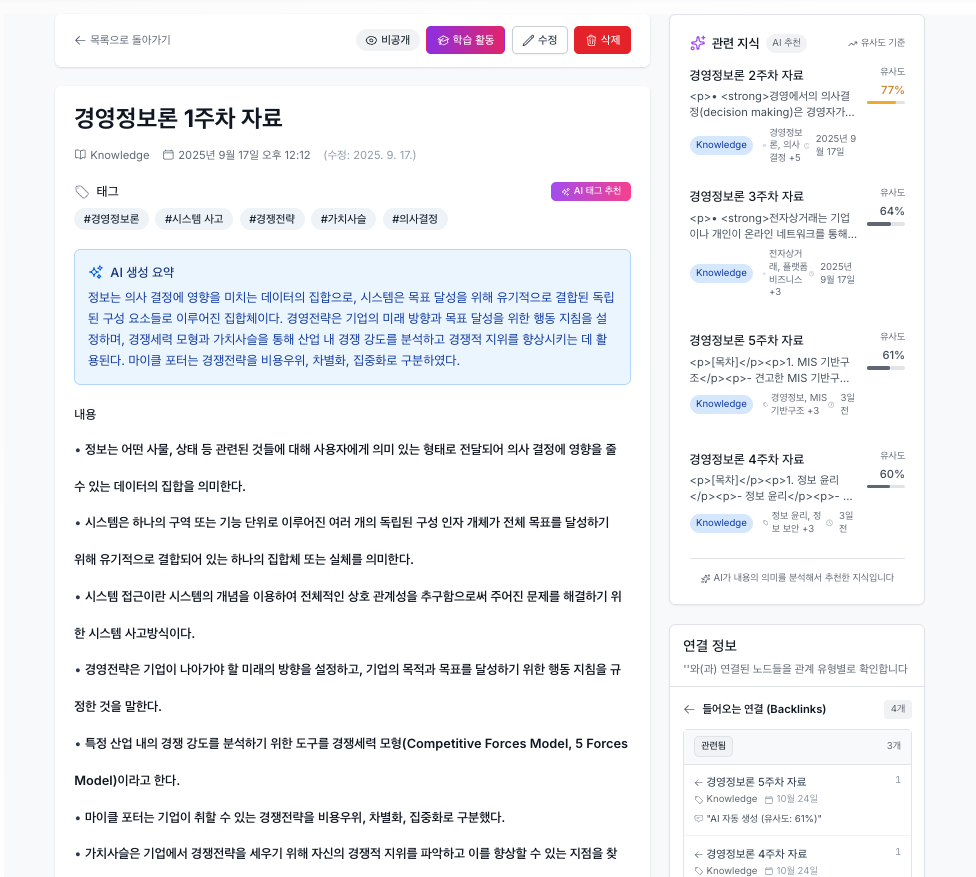 목록으로 돌아가기
비공개
학습 활동
수정
삭제
경영정보론 1주차 자료
Knowledge 2025년 9월 17일 오후 12:12 (수정: 2025. 9. 17.)
태그
AI 태그 추천
#경영정보론 #시스템 사고 #경쟁전략 #가치사슬 #의사결정
AI 생성 요약
정보는 의사 결정에 영향을 미치는 데이터의 집합으로, 시스템은 목표 달성을 위해 유기적으로 결합된 독립
된 구성 요소들로 이루어진 집합체이다. 경영전략은 기업의 미래 방향과 목표 달성을 위한 행동 지침을 설
정하며, 경쟁세력 모형과 가치사슬을 통해 산업 내 경쟁 강도를 분석하고 경쟁적 지위를 향상시키는 데 활
용된다. 마이클 포터는 경쟁전략을 비용우위, 차별화, 집중화로 구분하였다.
내용
• 정보는 어떤 사물, 상태 등 관련된 것들에 대해 사용자에게 의미 있는 형태로 전달되어 의사 결정에 영향을 줄
수 있는 데이터의 집합을 의미한다.
• 시스템은 하나의 구역 또는 기능 단위로 이루어진 여러 개의 독립된 구성 인자 개체가 전체 목표를 달성하기
위해 유기적으로 결합되어 있는 하나의 집합체 또는 실체를 의미한다.
• 시스템 접근이란 시스템의 개념을 이용하여 전체적인 상호 관계성을 추구함으로써 주어진 문제를 해결하기 위
한 시스템 사고방식이다.
• 경영전략은 기업이 나아가야 할 미래의 방향을 설정하고, 기업의 목적과 목표를 달성하기 위한 행동 지침을 규
정한 것을 말한다.
• 특정 산업 내의 경쟁 강도를 분석하기 위한 도구를 경쟁세력 모형(Competitive Forces Model, 5 Forces
Model)이라고 한다.
• 마이클 포터는 기업이 취할 수 있는 경쟁전략을 비용우위, 차별화, 집중화로 구분했다.
• 가치사슬은 기업에서 경쟁전략을 세우기 위해 자신의 경쟁적 지위를 파악하고 이를 향상할 수 있는 지점을 찾
관련 지식 AI 추천 유사도 기준
경영정보론 2주차 자료
유사도
77%
<p>• <strong>경영에서의 의사결
정(decision making)은 경영자가...
Knowledge
경영정보
론, 의사
결정 +5
2025년 9
월 17일
경영정보론 3주차 자료
유사도
64%
<p>• <strong>전자상거래는 기업
이나 개인이 온라인 네트워크를 통해...
Knowledge
전자상거
래, 플랫폼
비즈니스
+3
2025년
9월 17일
경영정보론 5주차 자료
유사도
61%
<p>[목차]</p><p>1. MIS 기반구
조</p><p>- 견고한 MIS 기반구...
Knowledge
경영정보, MIS
기반구조 +3
3일
전
경영정보론 4주차 자료
유사도
60%
<p>[목차]</p><p>1. 정보 윤리
</p><p>- 정보 윤리</p><p>- ...
Knowledge
정보 윤리, 정
보 보안 +3
3일
전
AI가 내용의 의미를 분석해서 추천한 지식입니다
연결 정보
''와(과) 연결된 노드들을 관계 유형별로 확인합니다
들어오는 연결 (Backlinks) 4개
관련됨 3개
경영정보론 5주차 자료 1
Knowledge 10월 24일
"AI 자동 생성 (유사도: 61%)"
경영정보론 4주차 자료 1
Knowledge 10월 24일